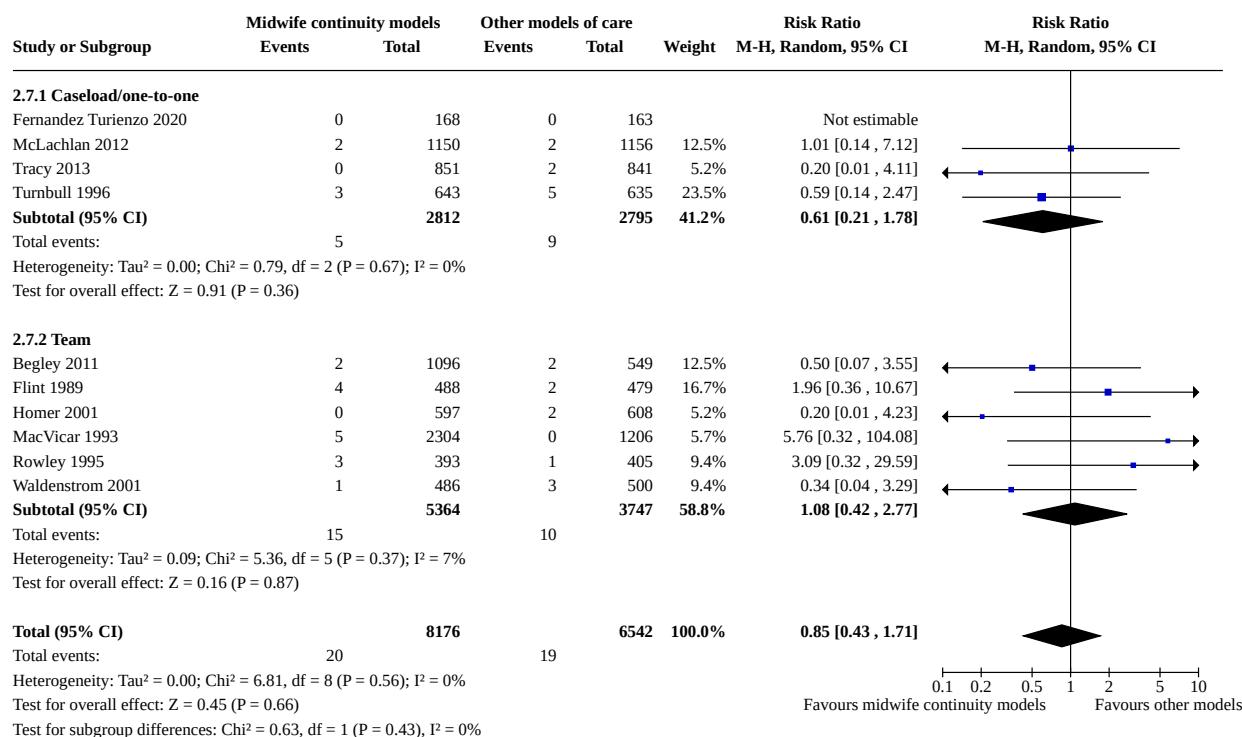 Midwife continuity models Other models of care Risk Ratio Risk Ratio
Study or Subgroup Events Total Events Total Weight M-H, Random, 95% CI M-H, Random, 95% CI
2.7.1 Caseload/one-to-one
Fernandez Turienzo 2020 0 168 0 163 Not estimable
McLachlan 2012 2 1150 2 1156 12.5% 1.01 [0.14 , 7.12]
Tracy 2013 0 851 2 841 5.2% 0.20 [0.01 , 4.11]
Turnbull 1996 3 643 5 635 23.5% 0.59 [0.14 , 2.47]
Subtotal (95% CI) 2812 2795 41.2% 0.61 [0.21 , 1.78]
Total events: 5 9
Heterogeneity: Tau² = 0.00; Chi² = 0.79, df = 2 (P = 0.67); I² = 0%
Test for overall effect: Z = 0.91 (P = 0.36)
2.7.2 Team
Begley 2011 2 1096 2 549 12.5% 0.50 [0.07 , 3.55]
Flint 1989 4 488 2 479 16.7% 1.96 [0.36 , 10.67]
Homer 2001 0 597 2 608 5.2% 0.20 [0.01 , 4.23]
MacVicar 1993 5 2304 0 1206 5.7% 5.76 [0.32 , 104.08]
Rowley 1995 3 393 1 405 9.4% 3.09 [0.32 , 29.59]
Waldenstrom 2001 1 486 3 500 9.4% 0.34 [0.04 , 3.29]
Subtotal (95% CI) 5364 3747 58.8% 1.08 [0.42 , 2.77]
Total events: 15 10
Heterogeneity: Tau² = 0.09; Chi² = 5.36, df = 5 (P = 0.37); I² = 7%
Test for overall effect: Z = 0.16 (P = 0.87)
Total (95% CI) 8176 6542 100.0% 0.85 [0.43 , 1.71]
Total events: 20 19
Heterogeneity: Tau² = 0.00; Chi² = 6.81, df = 8 (P = 0.56); I² = 0%
0.1 0.2 0.5 1 2 5 10
Test for overall effect: Z = 0.45 (P = 0.66) Favours midwife continuity models Favours other models
Test for subgroup differences: Chi² = 0.63, df = 1 (P = 0.43), I² = 0%